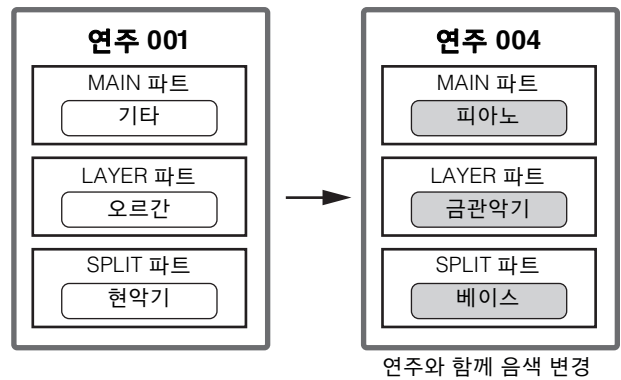 연주 001
MAIN 파트
기타
LAYER 파트
오르간
SPLIT 파트
현악기
연주 004
MAIN 파트
피아노
LAYER 파트
금관악기
SPLIT 파트
베이스
연주와 함께 음색 변경